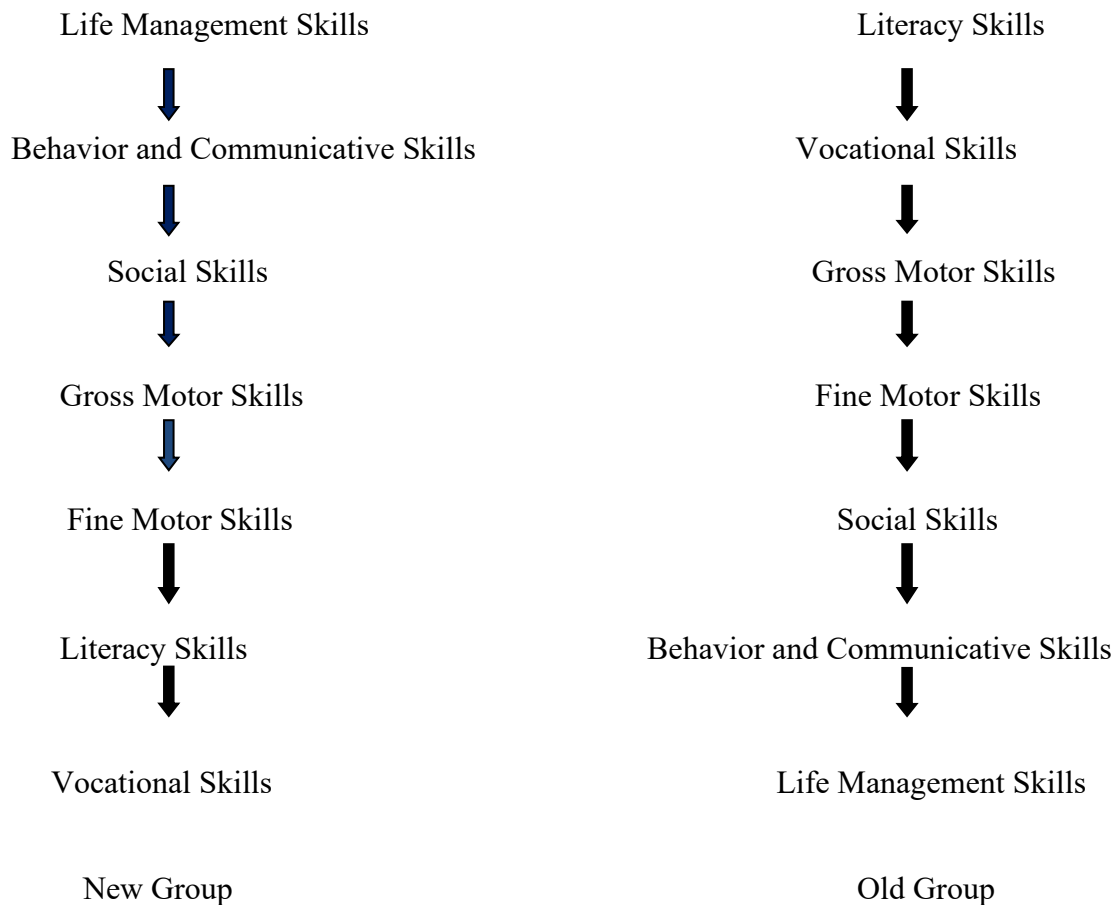 Life Management Skills
Behavior and Communicative Skills
Social Skills
Gross Motor Skills
Fine Motor Skills
Literacy Skills
Vocational Skills
New Group
Literacy Skills
Vocational Skills
Gross Motor Skills
Fine Motor Skills
Social Skills
Behavior and Communicative Skills
Life Management Skills
Old Group